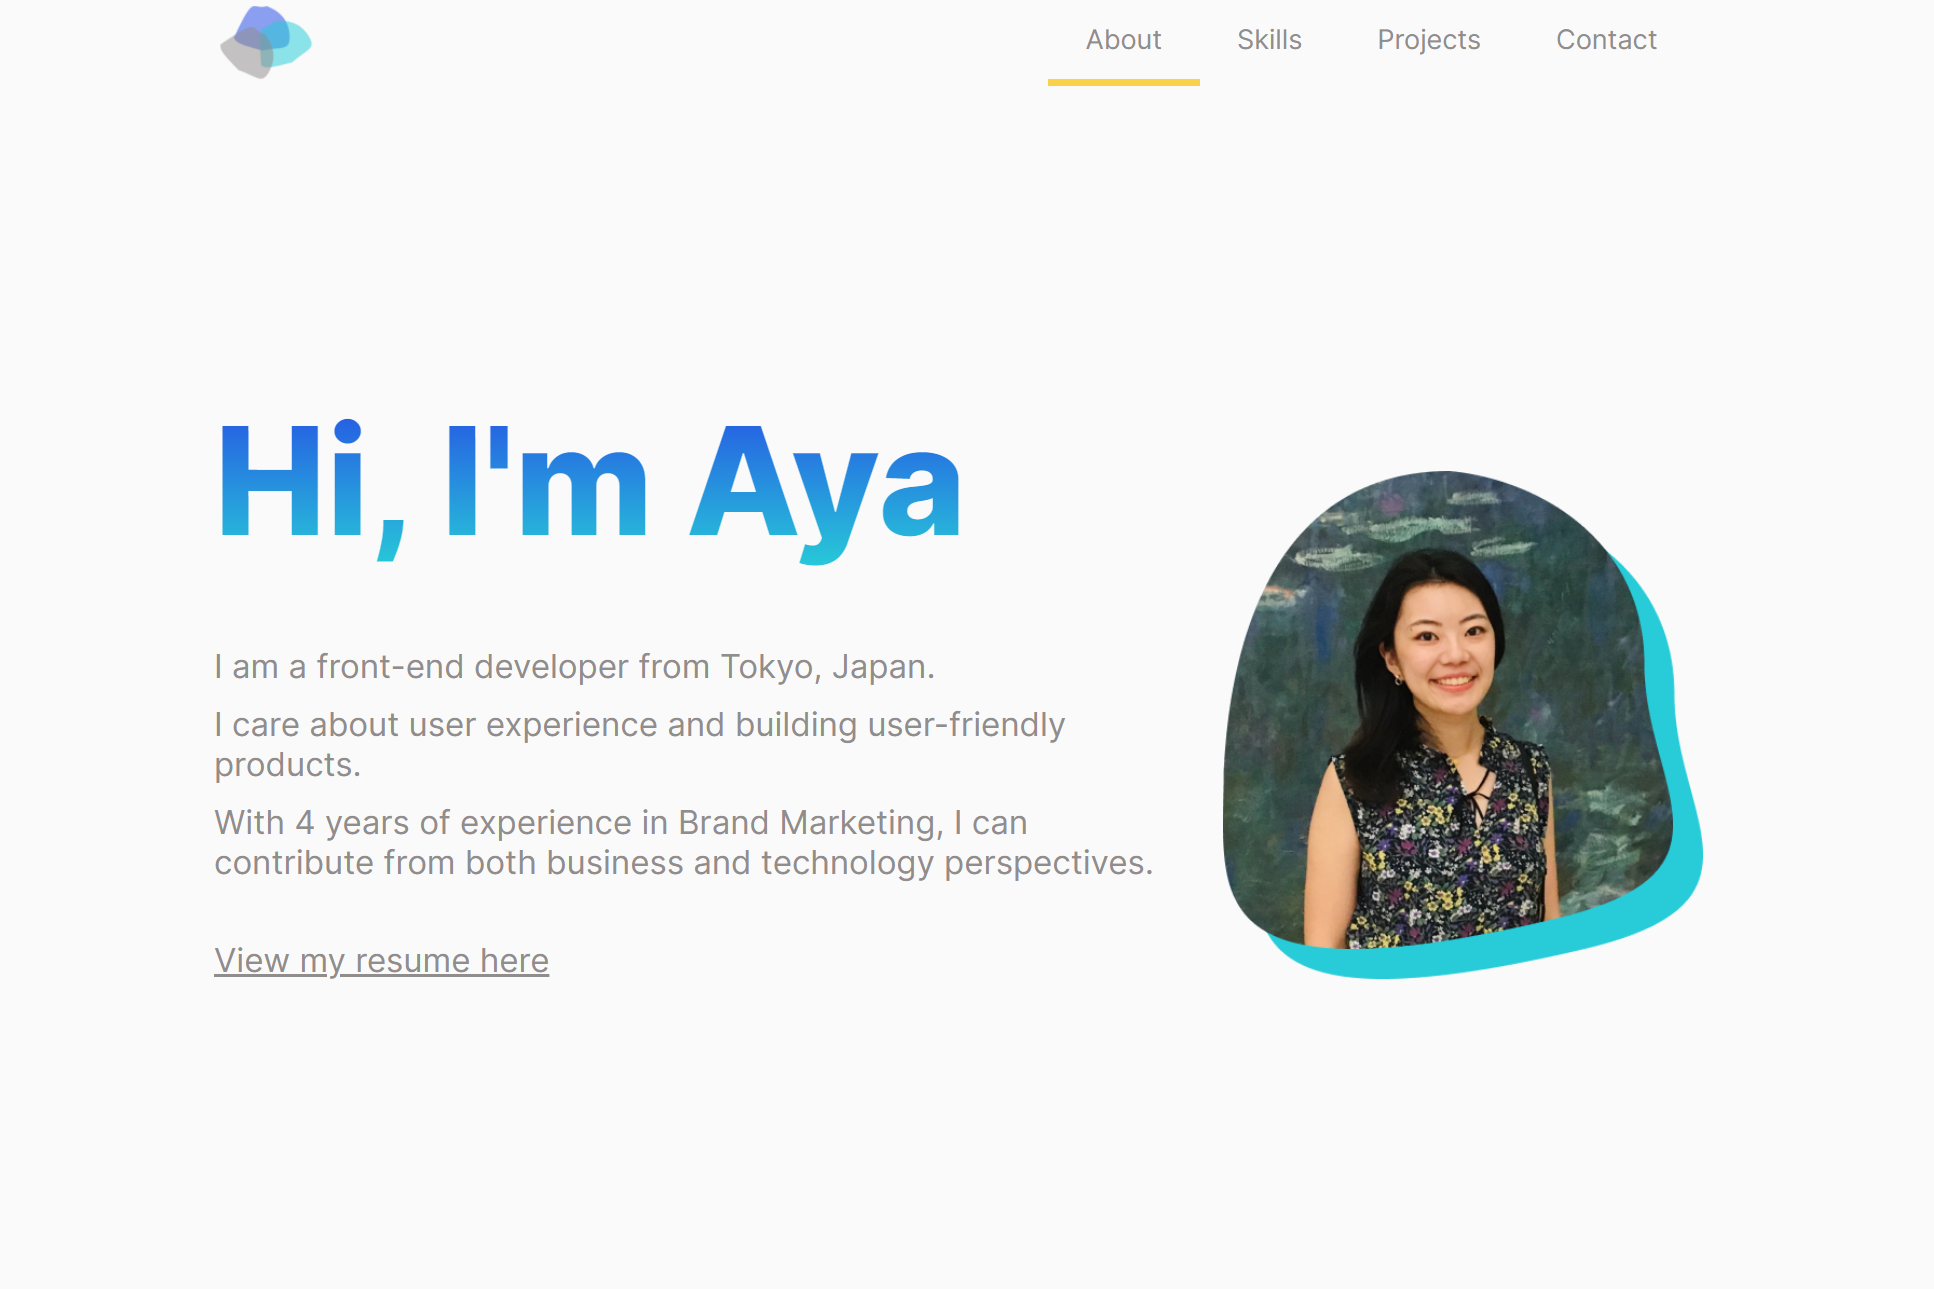 About Skills Projects Contact
Hi, I'm Aya
I am a front-end developer from Tokyo, Japan.
I care about user experience and building user-friendly
products.
With 4 years of experience in Brand Marketing, I can
contribute from both business and technology perspectives.
View my resume here